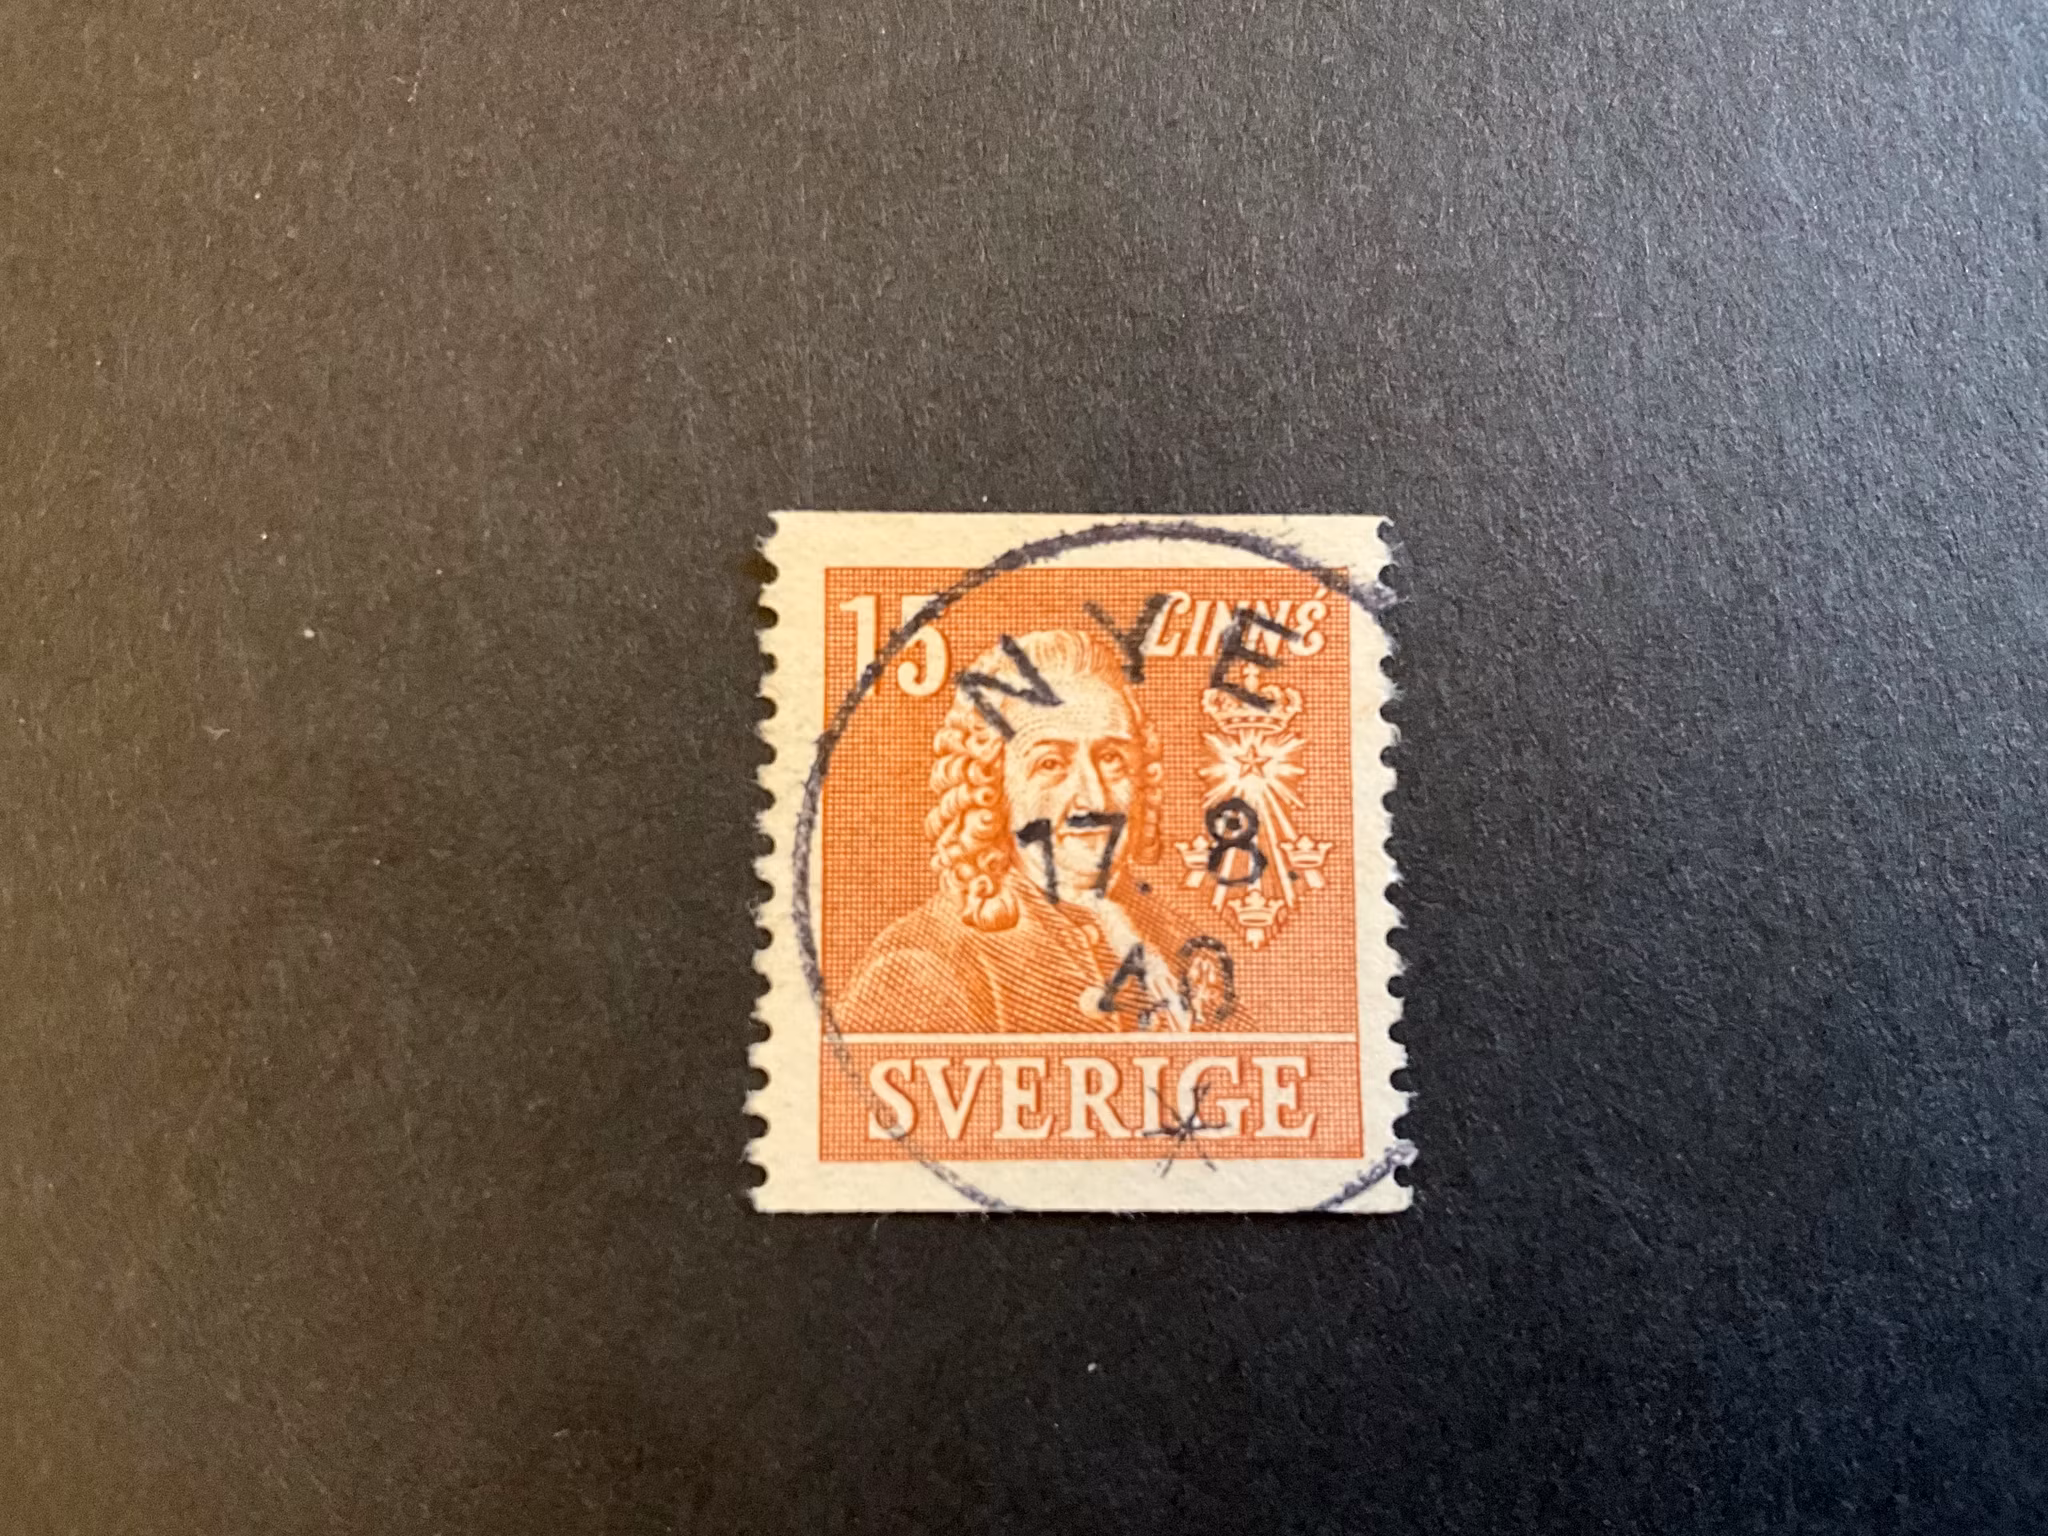 15 LINNÉ
NYE
17. 8.
40
SVERIGE